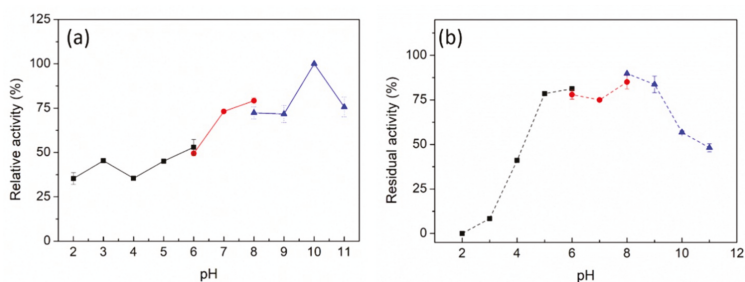 (a)
Relative activity (%)
125
100
75
50
25
0
2 3 4 5 6 7 8 9 10 11
pH
(b)
Residual activity (%)
100
75
50
25
0
2 4 6 8 10 12
pH